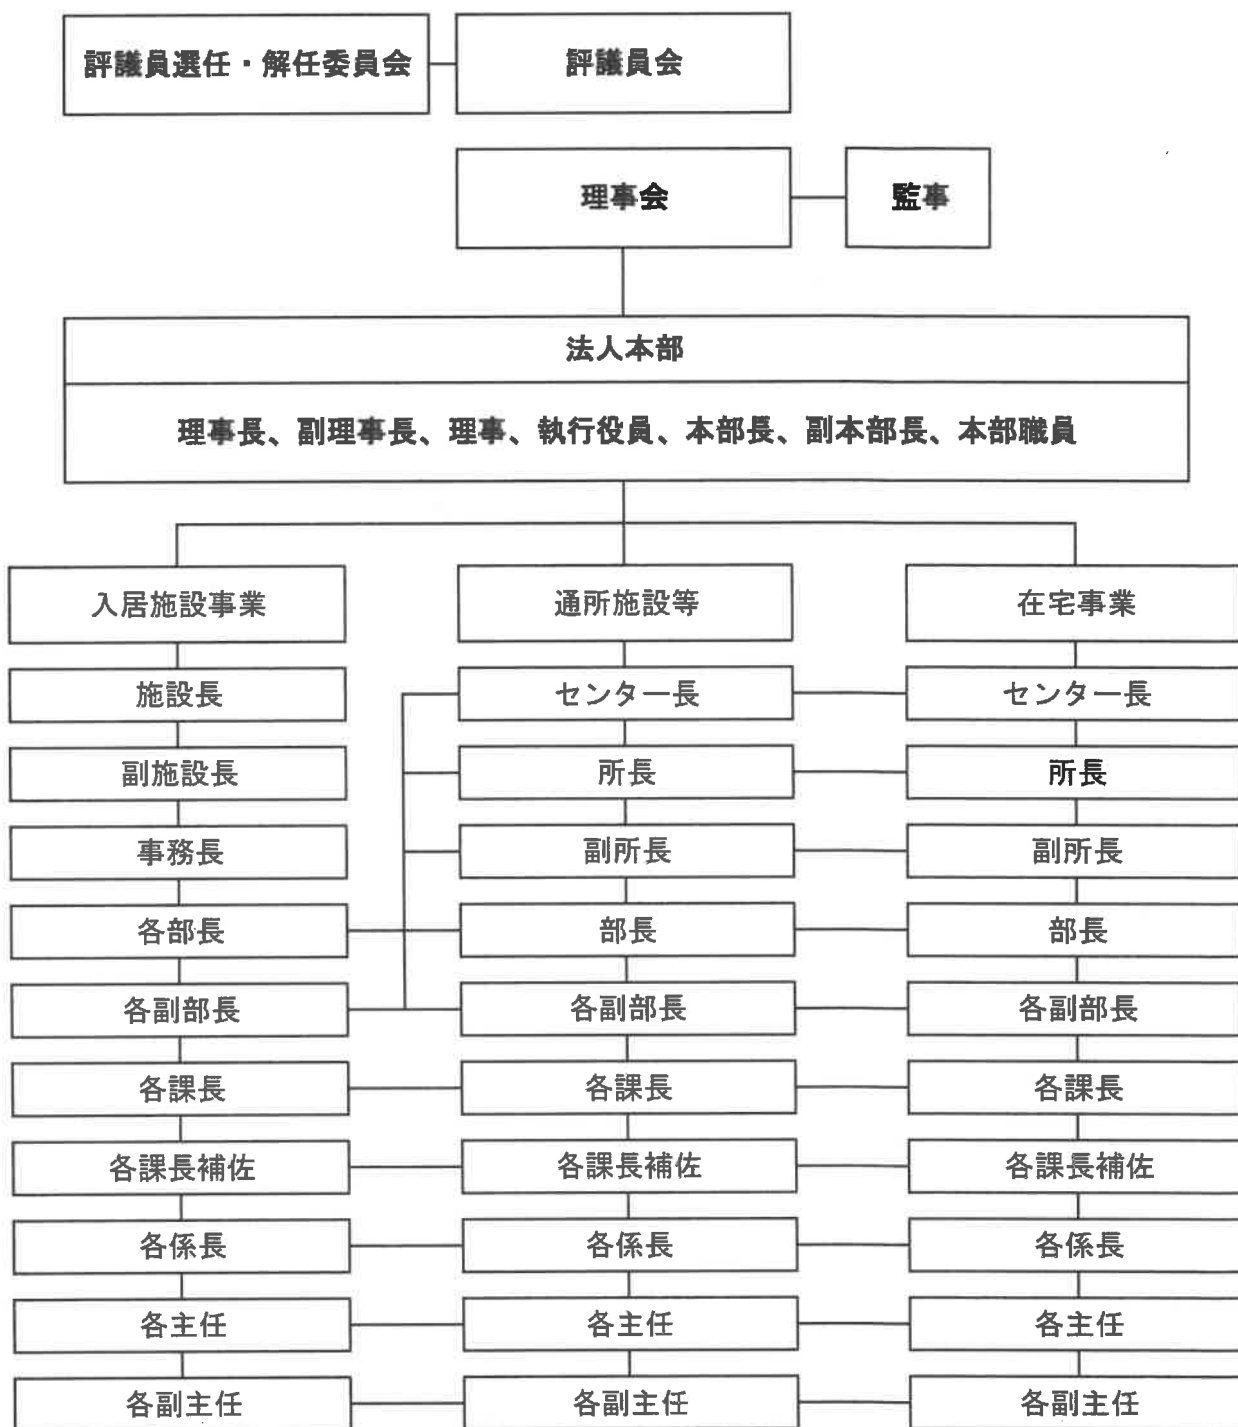 評議員選任・解任委員会
評議員会
理事会
監事
法人本部
理事長、副理事長、理事、執行役員、本部長、副本部長、本部職員
入居施設事業
通所施設等
在宅事業
施設長
センター長
センター長
副施設長
所長
所長
事務長
副所長
副所長
各部長
部長
部長
各副部長
各副部長
各副部長
各課長
各課長
各課長
各課長補佐
各課長補佐
各課長補佐
各係長
各係長
各係長
各主任
各主任
各主任
各副主任
各副主任
各副主任